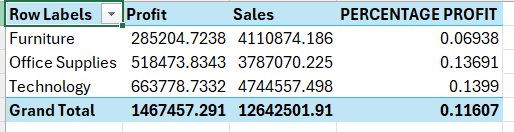 Row Labels Profit Sales PERCENTAGE PROFIT
Furniture 285204.7238 4110874.186 0.06938
Office Supplies 518473.8343 3787070.225 0.13691
Technology 663778.7332 4744557.498 0.1399
Grand Total 1467457.291 12642501.91 0.11607